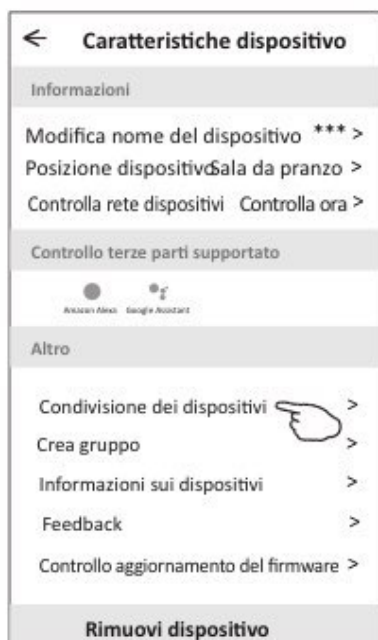 ← Caratteristiche dispositivo
Informazioni
Modifica nome del dispositivo *** >
Posizione dispositivoSala da pranzo >
Controlla rete dispositivi Controlla ora >
Controllo terze parti supportato
Amazon Alexa Google Assistant
Altro
Condivisione dei dispositivi >
Crea gruppo >
Informazioni sui dispositivi >
Feedback >
Controllo aggiornamento del firmware >
Rimuovi dispositivo